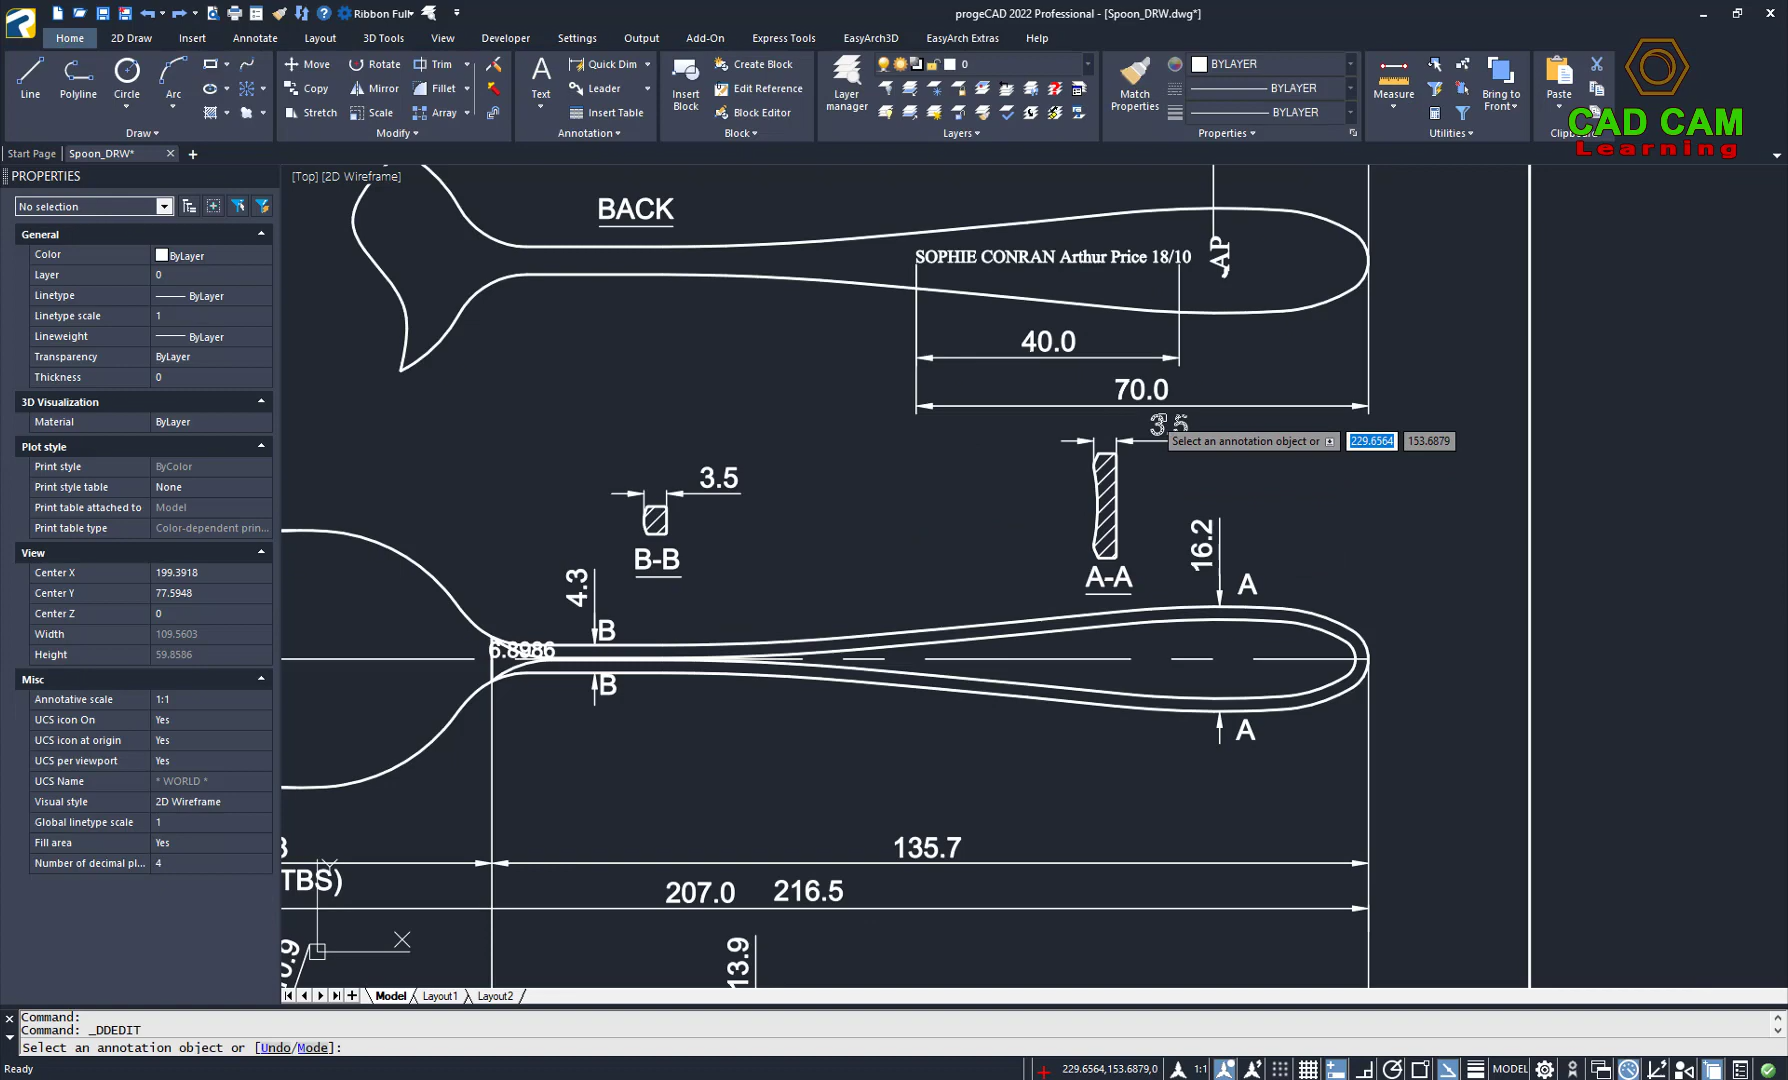 Ribbon Full
progeCAD 2022 Professional - [Spoon_DRW.dwg*]
Home 2D Draw Insert Annotate Layout 3D Tools View Developer Settings Output Add-On Express Tools EasyArch3D EasyArch Extras Help
Line Polyline Circle Arc
Move Rotate Trim
Copy Mirror Fillet
Stretch Scale Array
Text
Quick Dim
Leader
Insert Table
Insert Block
Create Block
Edit Reference
Block Editor
Layer manager
0
Match Properties
BYLAYER
BYLAYER
BYLAYER
Measure
Bring to Front
Paste
Draw Modify Annotation Block Layers Properties Utilities
CAD CAM
Learning
Start Page Spoon_DRW*
PROPERTIES
No selection
General
Color ByLayer
Layer 0
Linetype ByLayer
Linetype scale 1
Lineweight ByLayer
Transparency ByLayer
Thickness 0
3D Visualization
Material ByLayer
Plot style
Print style ByColor
Print style table None
Print table attached to Model
Print table type Color-dependent prin...
View
Center X 199.3918
Center Y 77.5948
Center Z 0
Width 109.5603
Height 59.8586
Misc
Annotative scale 1:1
UCS icon On Yes
UCS icon at origin Yes
UCS per viewport Yes
UCS Name * WORLD *
Visual style 2D Wireframe
Global linetype scale 1
Fill area Yes
Number of decimal pl... 4
[Top] [2D Wireframe]
BACK
SOPHIE CONRAN Arthur Price 18/10
AP
40.0
70.0
3.5
Select an annotation object or
229.6564
153.6879
3.5
B-B
A-A
16.2
A
4.3
B
6.8986
B
A
135.7
TBS)
207.0 216.5
13.9
Y
X
Model Layout1 Layout2
Command:
Command: _DDEDIT
Select an annotation object or [Undo/Mode]:
Ready
229.6564,153.6879,0
1:1
MODEL